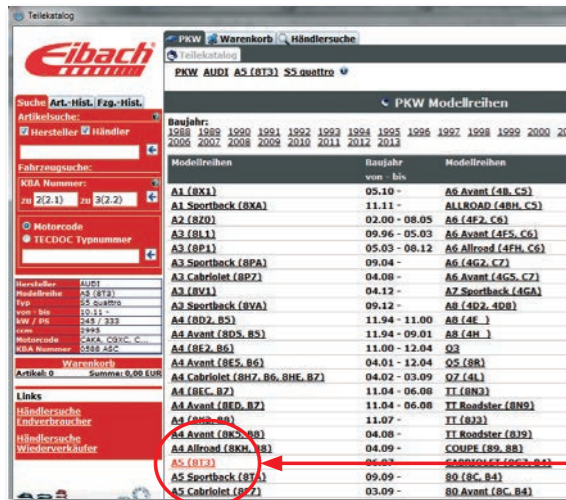 Teilekatalog
Eibach
PKW Warenkorb Händlersuche
Teilekatalog
PKW AUDI A5 (8T3) S5 quattro
Suche Art.-Hist. Fzg.-Hist.
Artikelsuche:
Hersteller Händler
Fahrzeugsuche:
KBA Nummer:
zu 2(2.1) zu 3(2.2)
Motorcode
TECDOC Typnummer
Hersteller AUDI
Modellreihe A5 (8T3)
Typ S5 quattro
von - bis 10.11 -
kW / PS 245 / 333
ccm 2995
Motorcode CAKA, CGXC, C...
KBA Nummer 0588 ASC
Warenkorb
Artikel: 0 Summe: 0,00 EUR
Links
Händlersuche
Endverbraucher
Händlersuche
Wiederverkäufer
PKW Modellreihen
Baujahr:
1988 1989 1990 1991 1992 1993 1994 1995 1996 1997 1998 1999 2000
2006 2007 2008 2009 2010 2011 2012 2013
Modellreihen Baujahr Modellreihen
von - bis
A1 (8X1) 05.10 - A6 Avant (4B, C5)
A1 Sportback (8XA) 11.11 - ALLROAD (4BH, C5)
A2 (8Z0) 02.00 - 08.05 A6 (4F2, C6)
A3 (8L1) 09.96 - 05.03 A6 Avant (4F5, C6)
A3 (8P1) 05.03 - 08.12 A6 Allroad (4FH, C6)
A3 Sportback (8PA) 09.04 - A6 (4G2, C7)
A3 Cabriolet (8P7) 04.08 - A6 Avant (4G5, C7)
A3 (8V1) 04.12 - A7 Sportback (4GA)
A3 Sportback (8VA) 09.12 - A8 (4D2, 4D8)
A4 (8D2, B5) 11.94 - 11.00 A8 (4E_)
A4 Avant (8D5, B5) 11.94 - 09.01 A8 (4H_)
A4 (8E2, B6) 11.00 - 12.04 Q3
A4 Avant (8E5, B6) 04.01 - 12.04 Q5 (8R)
A4 Cabriolet (8H7, B6, 8HE, B7) 04.02 - 03.09 Q7 (4L)
A4 (8EC, B7) 11.04 - 06.08 TT (8N3)
A4 Avant (8ED, B7) 11.04 - 06.08 TT Roadster (8N9)
A4 (8K2, B8) 11.07 - TT (8J3)
A4 Avant (8K5, B8) 04.08 - TT Roadster (8J9)
A4 Allroad (8KH, B8) 04.09 - COUPE (89, 8B)
A5 (8T3) 06.07 - CABRIOLET (8G7, B4)
A5 Sportback (8TA) 09.09 - 80 (8C, B4)
A5 Cabriolet (8F7) 03.09 - 80 Avant (8C, B4)